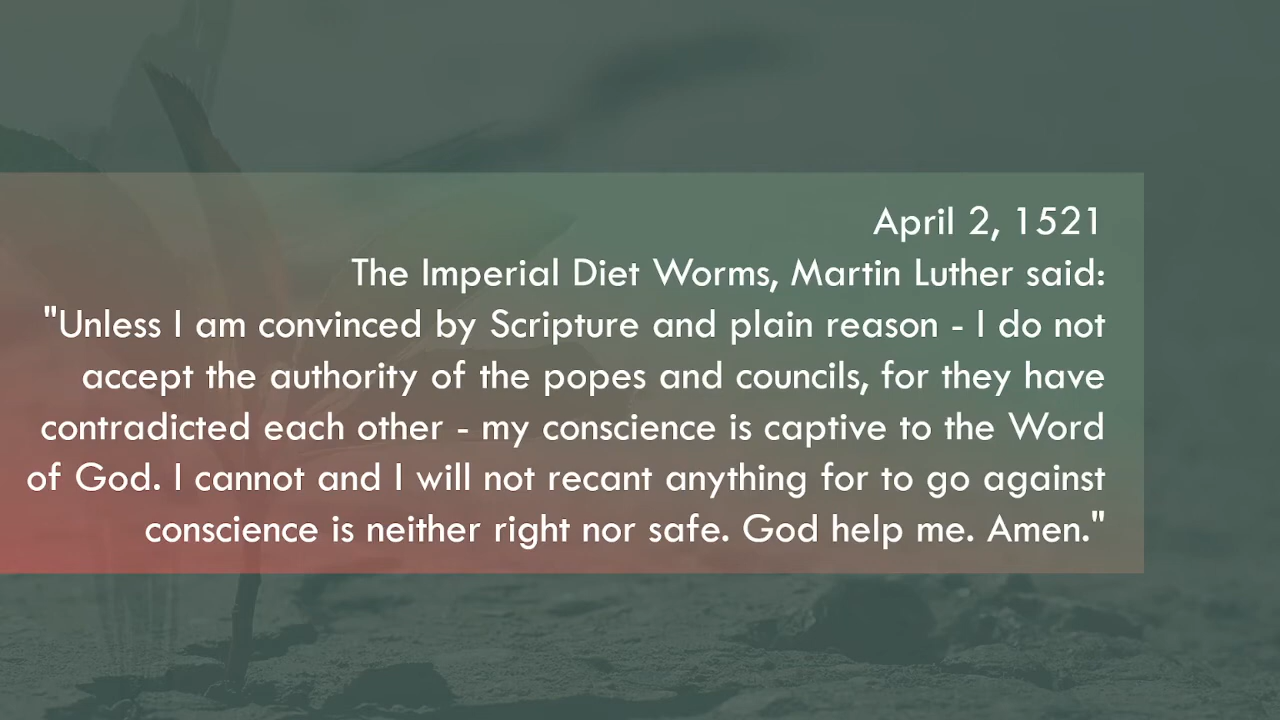 April 2, 1521
The Imperial Diet Worms, Martin Luther said:
"Unless I am convinced by Scripture and plain reason - I do not
accept the authority of the popes and councils, for they have
contradicted each other - my conscience is captive to the Word
of God. I cannot and I will not recant anything for to go against
conscience is neither right nor safe. God help me. Amen."